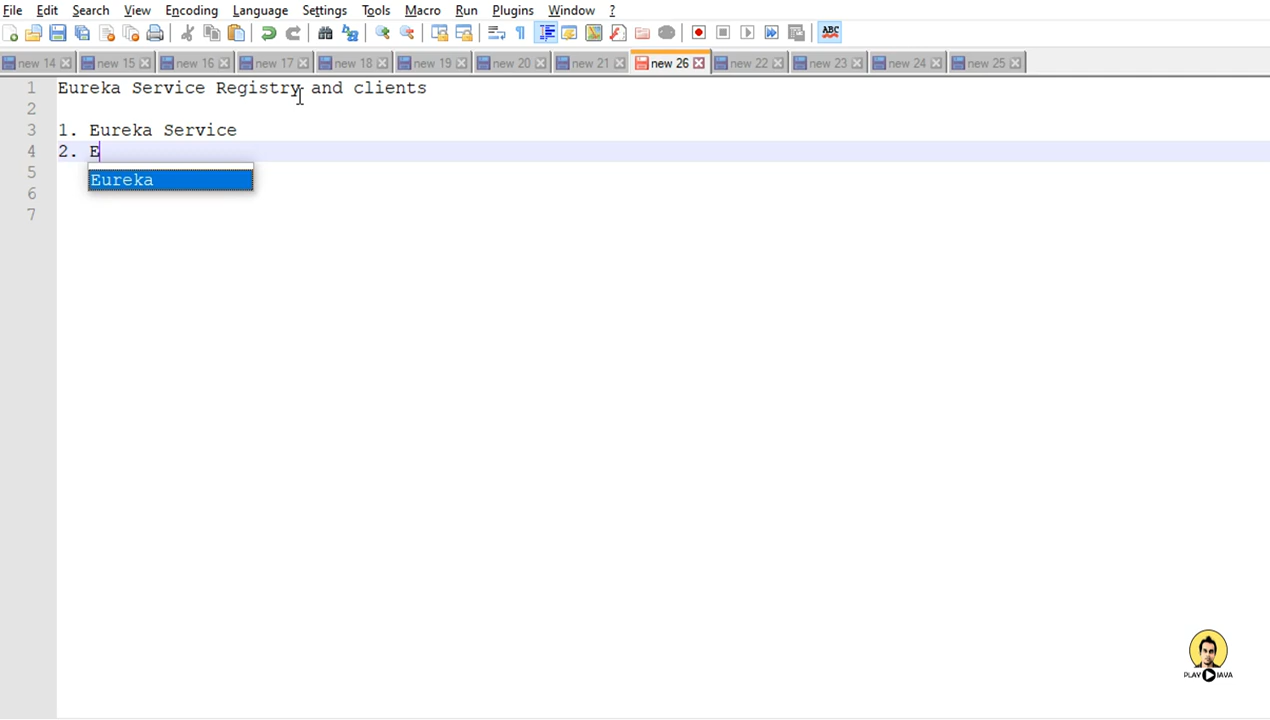 File Edit Search View Encoding Language Settings Tools Macro Run Plugins Window ?
ABC
new 14 new 15 new 16 new 17 new 18 new 19 new 20 new 21 new 26 new 22 new 23 new 24 new 25
1 Eureka Service Registry and clients
2
3 1. Eureka Service
4 2. E
5 Eureka
6
7
PLAY JAVA